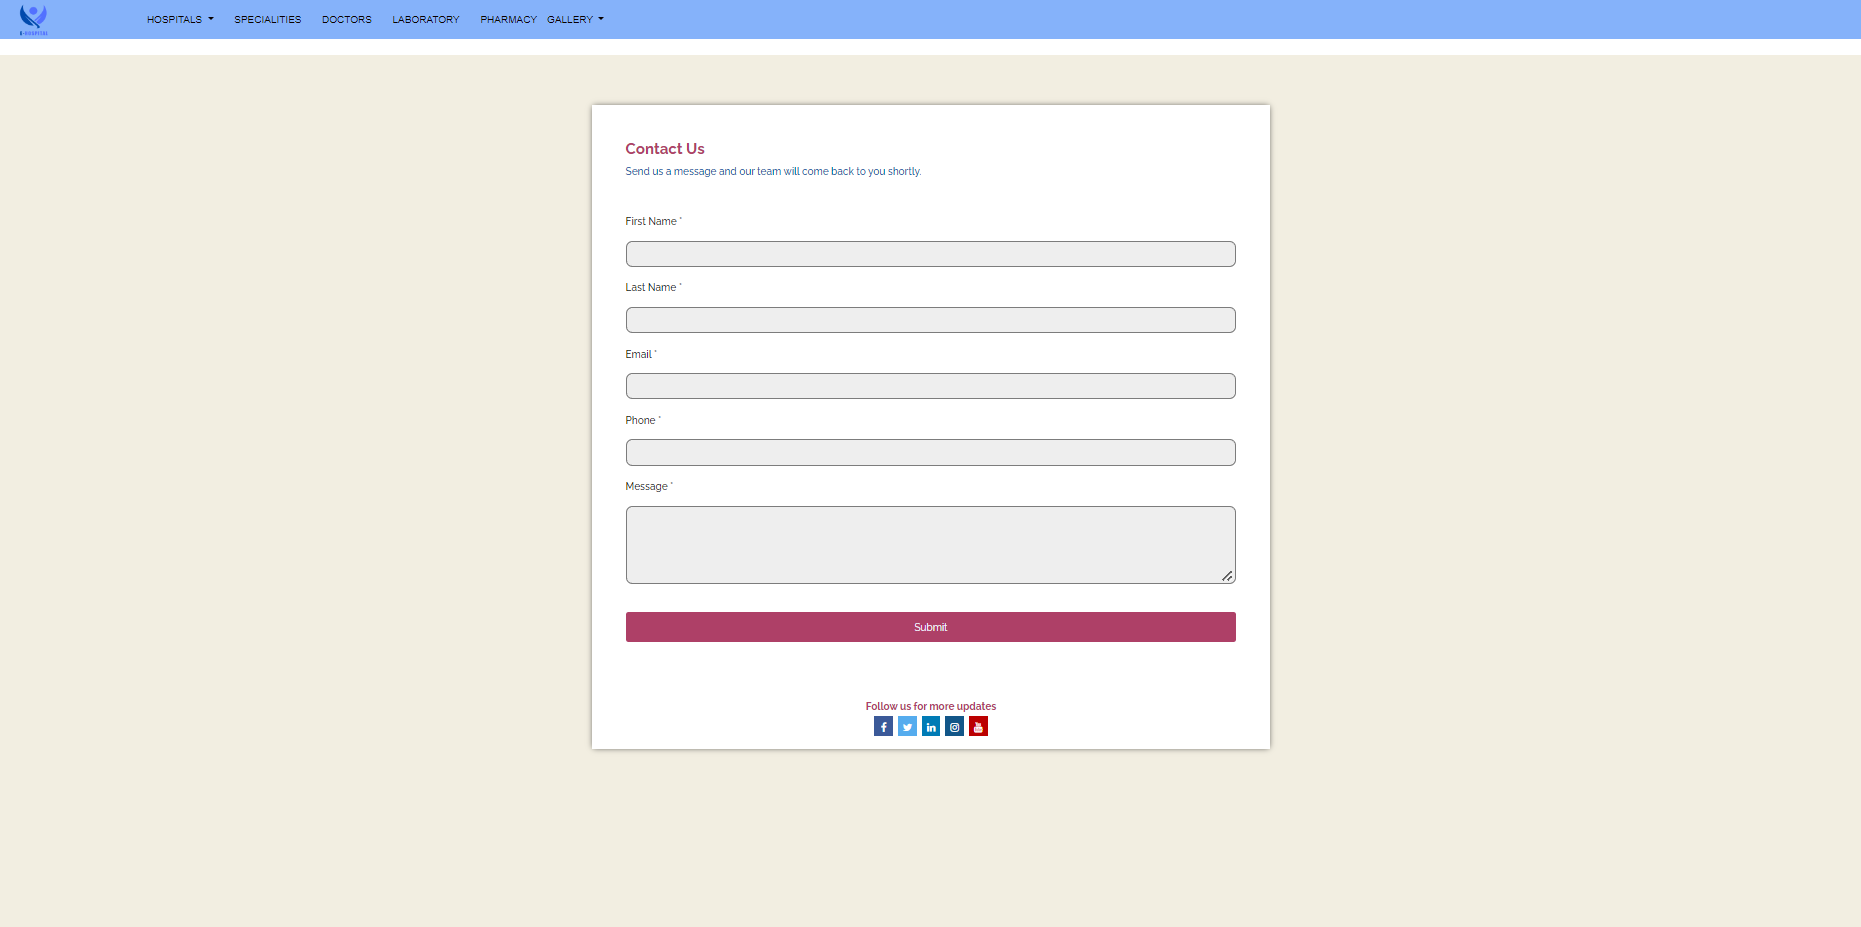 HOSPITALS SPECIALITIES DOCTORS LABORATORY PHARMACY GALLERY
E-HOSPITAL
Contact Us
Send us a message and our team will come back to you shortly.
First Name *
Last Name *
Email *
Phone *
Message *
Submit
Follow us for more updates